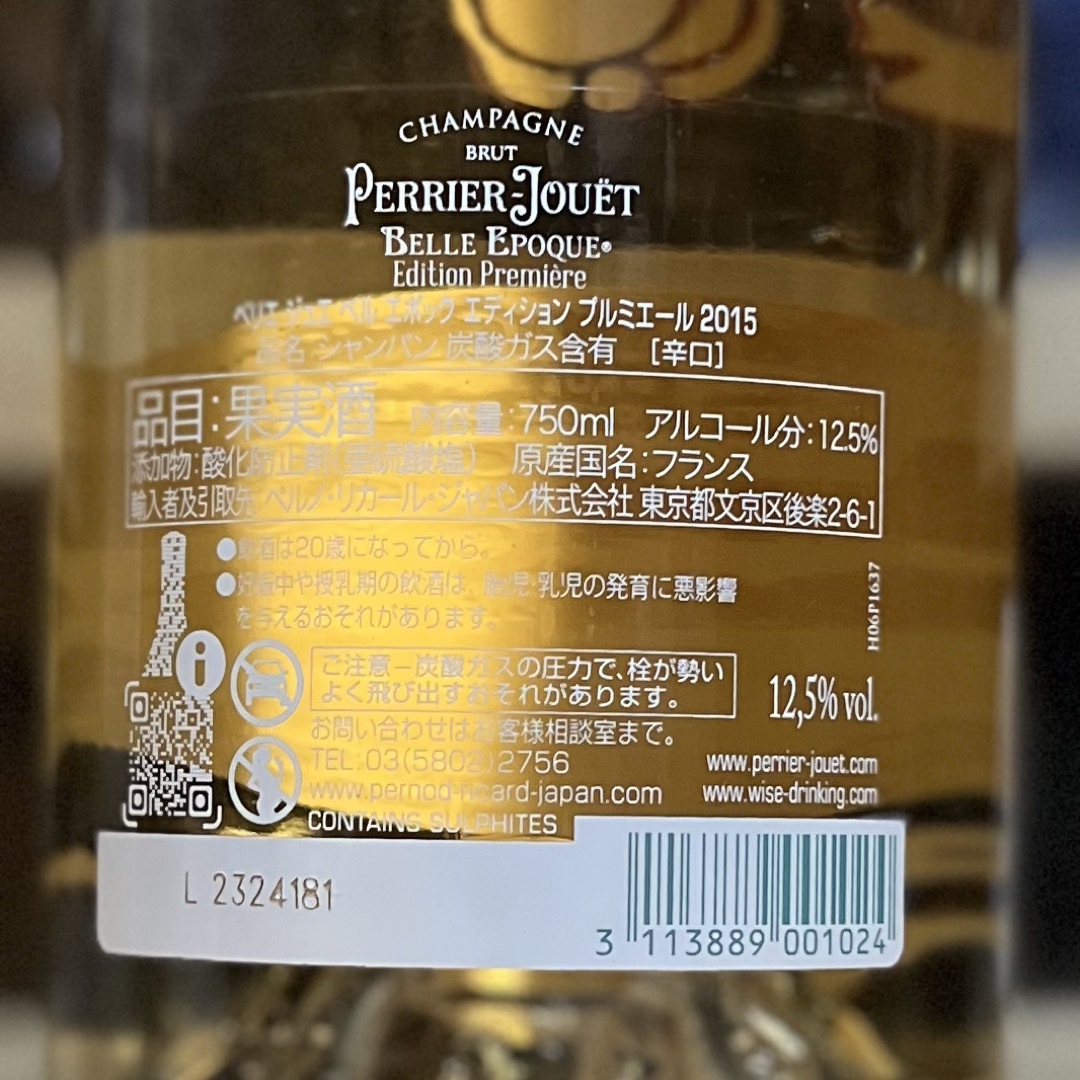 CHAMPAGNE
BRUT
PERRIER-JOUËT
BELLE EPOQUE®
Edition Première
ペリエ ジュエ ベル エポック エディション プルミエール 2015
品名 シャンパン 炭酸ガス含有 [辛口]
品目:果実酒 内容量:750ml アルコール分:12.5%
添加物:酸化防止剤(亜硫酸塩) 原産国名:フランス
輸入者及引取先 ペルノ・リカール・ジャパン株式会社 東京都文京区後楽2-6-1
●飲酒は20歳になってから。
●妊娠中や授乳期の飲酒は、胎児・乳児の発育に悪影響
を与えるおそれがあります。
H06P1637
ご注意－炭酸ガスの圧力で、栓が勢い
よく飛び出すおそれがあります。
12,5% vol.
お問い合わせはお客様相談室まで。
TEL:03(5802)2756
www.pernod-ricard-japan.com
CONTAINS SULPHITES
www.perrier-jouet.com
www.wise-drinking.com
L 2324181
3 113889 001024